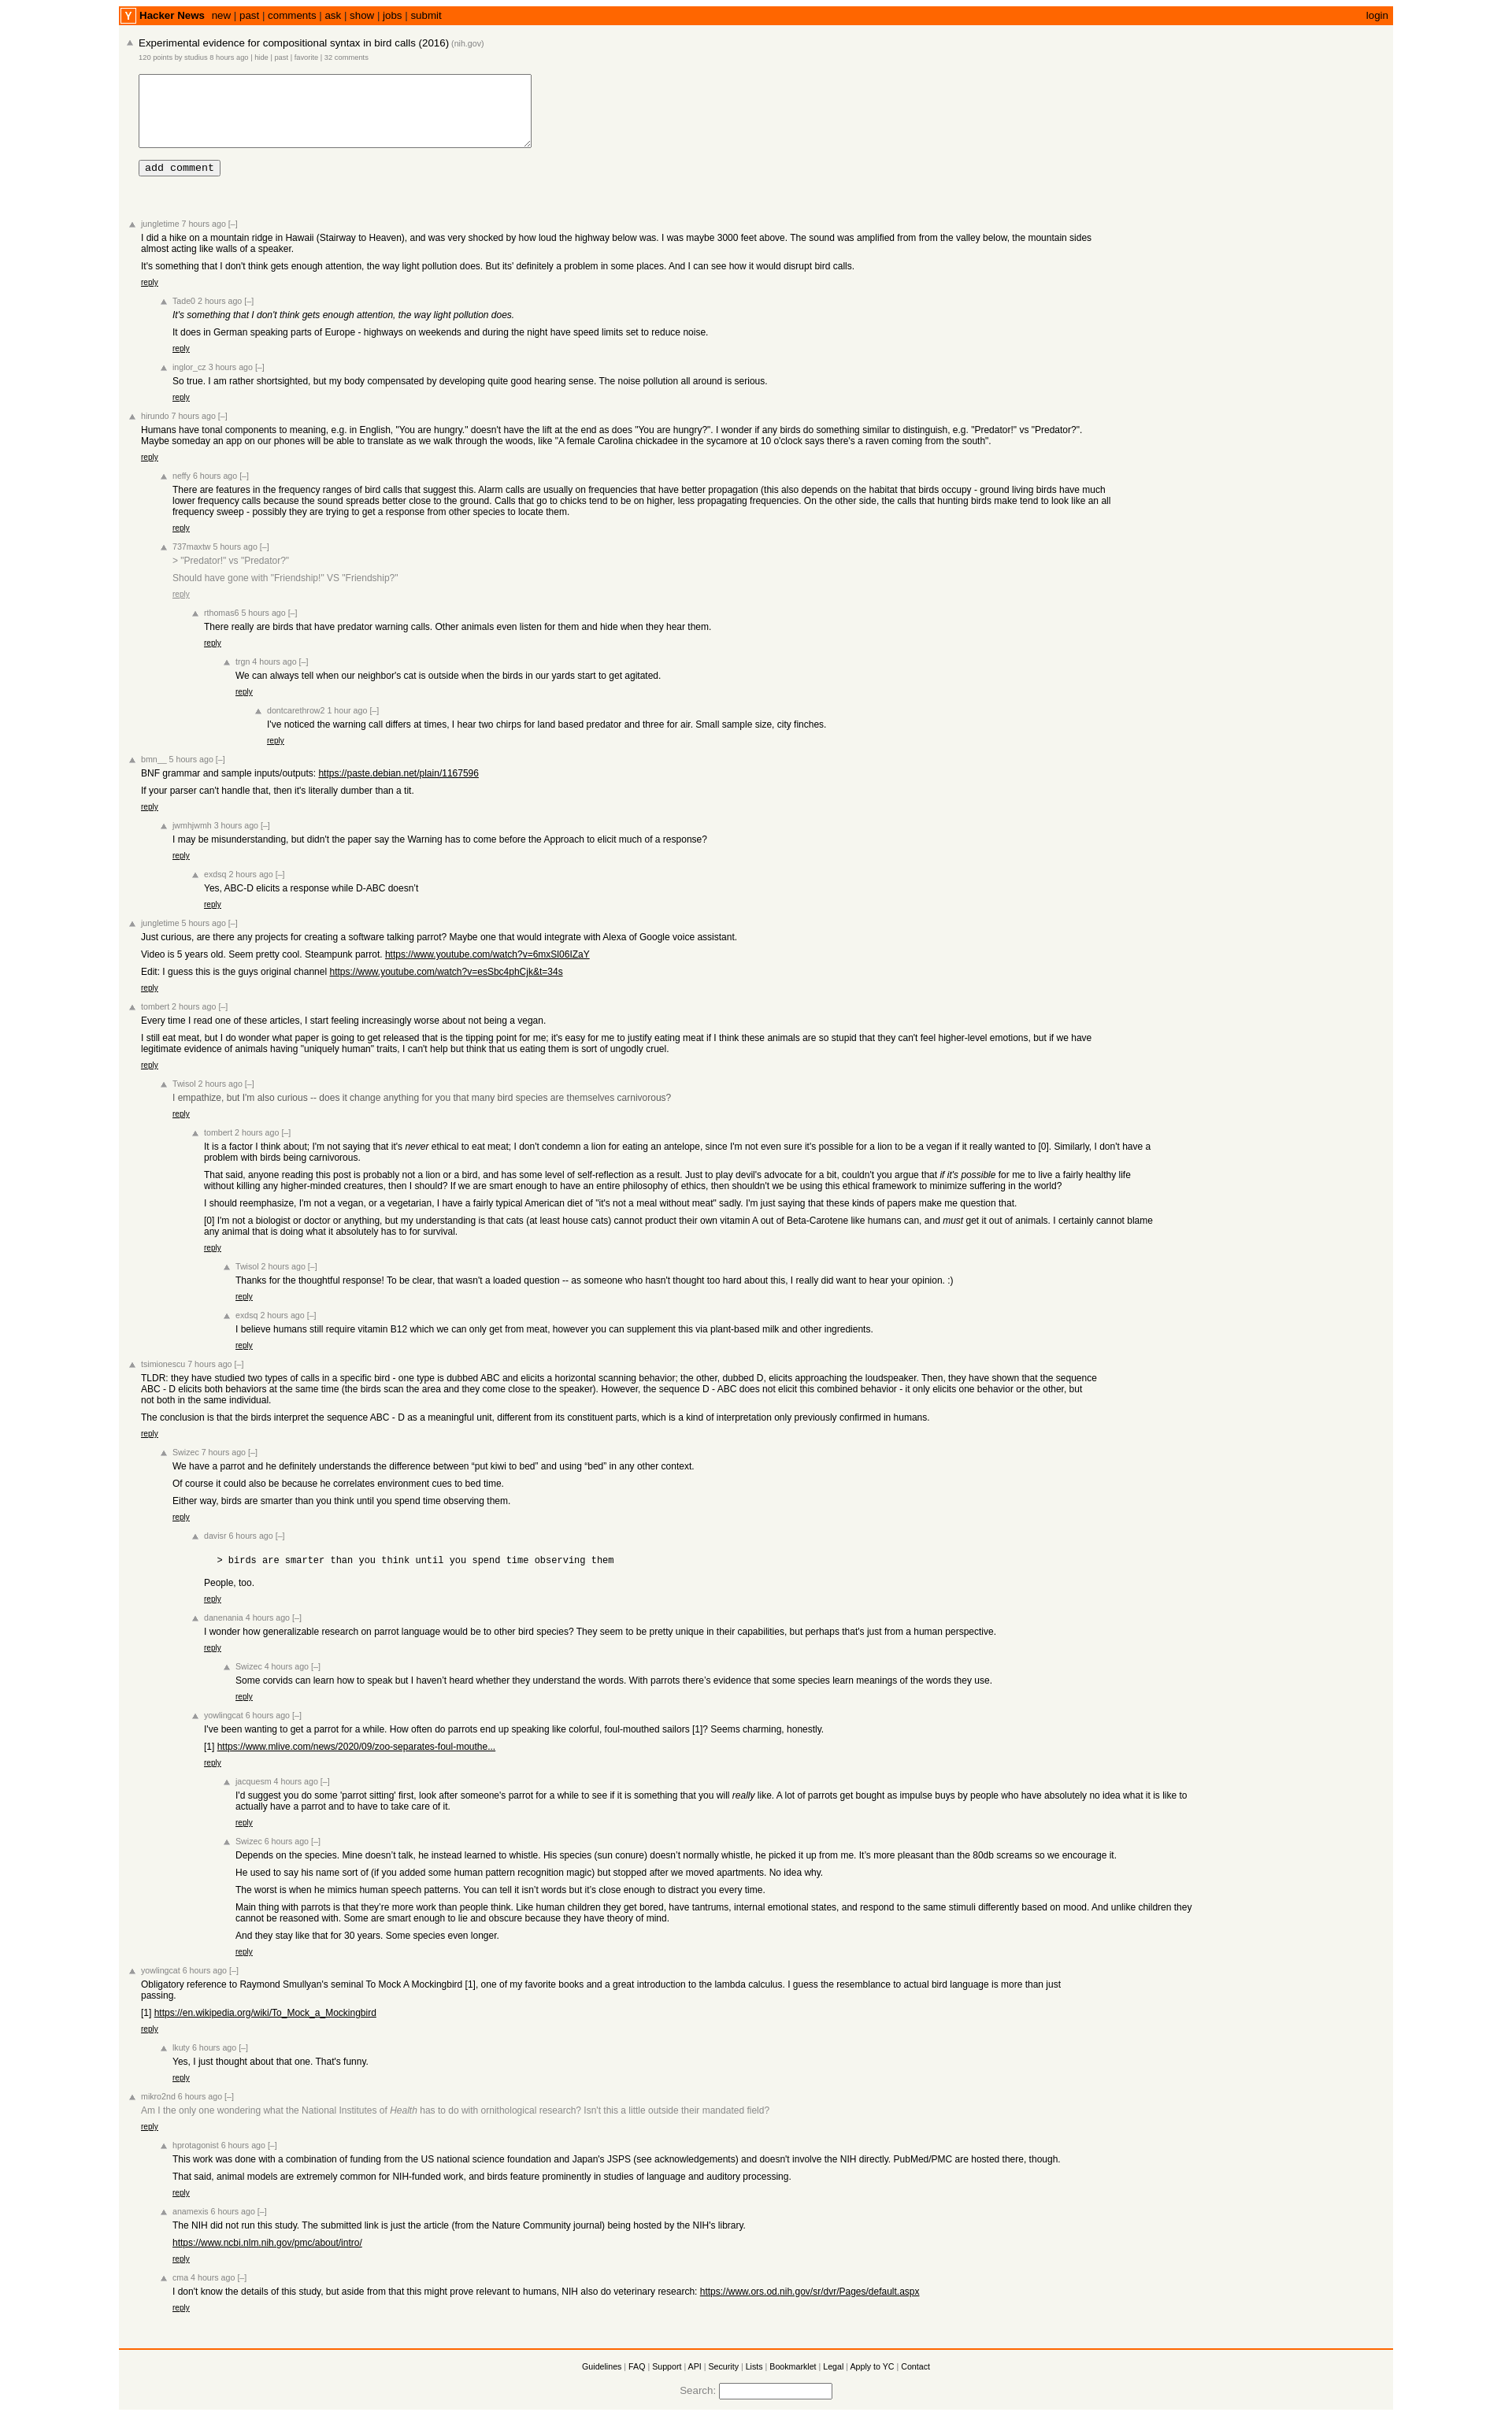 Y Hacker News new | past | comments | ask | show | jobs | submit login
Experimental evidence for compositional syntax in bird calls (2016) (nih.gov)
120 points by studius 8 hours ago | hide | past | favorite | 32 comments
add comment
jungletime 7 hours ago [–]
I did a hike on a mountain ridge in Hawaii (Stairway to Heaven), and was very shocked by how loud the highway below was. I was maybe 3000 feet above. The sound was amplified from from the valley below, the mountain sides
almost acting like walls of a speaker.
It's something that I don't think gets enough attention, the way light pollution does. But its' definitely a problem in some places. And I can see how it would disrupt bird calls.
reply
Tade0 2 hours ago [–]
It's something that I don't think gets enough attention, the way light pollution does.
It does in German speaking parts of Europe - highways on weekends and during the night have speed limits set to reduce noise.
reply
inglor_cz 3 hours ago [–]
So true. I am rather shortsighted, but my body compensated by developing quite good hearing sense. The noise pollution all around is serious.
reply
hirundo 7 hours ago [–]
Humans have tonal components to meaning, e.g. in English, "You are hungry." doesn't have the lift at the end as does "You are hungry?". I wonder if any birds do something similar to distinguish, e.g. "Predator!" vs "Predator?".
Maybe someday an app on our phones will be able to translate as we walk through the woods, like "A female Carolina chickadee in the sycamore at 10 o'clock says there's a raven coming from the south".
reply
neffy 6 hours ago [–]
There are features in the frequency ranges of bird calls that suggest this. Alarm calls are usually on frequencies that have better propagation (this also depends on the habitat that birds occupy - ground living birds have much
lower frequency calls because the sound spreads better close to the ground. Calls that go to chicks tend to be on higher, less propagating frequencies. On the other side, the calls that hunting birds make tend to look like an all
frequency sweep - possibly they are trying to get a response from other species to locate them.
reply
737maxtw 5 hours ago [–]
> "Predator!" vs "Predator?"
Should have gone with "Friendship!" VS "Friendship?"
reply
rthomas6 5 hours ago [–]
There really are birds that have predator warning calls. Other animals even listen for them and hide when they hear them.
reply
trgn 4 hours ago [–]
We can always tell when our neighbor's cat is outside when the birds in our yards start to get agitated.
reply
dontcarethrow2 1 hour ago [–]
I've noticed the warning call differs at times, I hear two chirps for land based predator and three for air. Small sample size, city finches.
reply
bmn__ 5 hours ago [–]
BNF grammar and sample inputs/outputs: https://paste.debian.net/plain/1167596
If your parser can't handle that, then it's literally dumber than a tit.
reply
jwmhjwmh 3 hours ago [–]
I may be misunderstanding, but didn't the paper say the Warning has to come before the Approach to elicit much of a response?
reply
exdsq 2 hours ago [–]
Yes, ABC-D elicits a response while D-ABC doesn't
reply
jungletime 5 hours ago [–]
Just curious, are there any projects for creating a software talking parrot? Maybe one that would integrate with Alexa of Google voice assistant.
Video is 5 years old. Seem pretty cool. Steampunk parrot. https://www.youtube.com/watch?v=6mxSl06IZaY
Edit: I guess this is the guys original channel https://www.youtube.com/watch?v=esSbc4phCjk&t=34s
reply
tombert 2 hours ago [–]
Every time I read one of these articles, I start feeling increasingly worse about not being a vegan.
I still eat meat, but I do wonder what paper is going to get released that is the tipping point for me; it's easy for me to justify eating meat if I think these animals are so stupid that they can't feel higher-level emotions, but if we have
legitimate evidence of animals having "uniquely human" traits, I can't help but think that us eating them is sort of ungodly cruel.
reply
Twisol 2 hours ago [–]
I empathize, but I'm also curious -- does it change anything for you that many bird species are themselves carnivorous?
reply
tombert 2 hours ago [–]
It is a factor I think about; I'm not saying that it's never ethical to eat meat; I don't condemn a lion for eating an antelope, since I'm not even sure it's possible for a lion to be a vegan if it really wanted to [0]. Similarly, I don't have a
problem with birds being carnivorous.
That said, anyone reading this post is probably not a lion or a bird, and has some level of self-reflection as a result. Just to play devil's advocate for a bit, couldn't you argue that if it's possible for me to live a fairly healthy life
without killing any higher-minded creatures, then I should? If we are smart enough to have an entire philosophy of ethics, then shouldn't we be using this ethical framework to minimize suffering in the world?
I should reemphasize, I'm not a vegan, or a vegetarian, I have a fairly typical American diet of "it's not a meal without meat" sadly. I'm just saying that these kinds of papers make me question that.
[0] I'm not a biologist or doctor or anything, but my understanding is that cats (at least house cats) cannot product their own vitamin A out of Beta-Carotene like humans can, and must get it out of animals. I certainly cannot blame
any animal that is doing what it absolutely has to for survival.
reply
Twisol 2 hours ago [–]
Thanks for the thoughtful response! To be clear, that wasn't a loaded question -- as someone who hasn't thought too hard about this, I really did want to hear your opinion. :)
reply
exdsq 2 hours ago [–]
I believe humans still require vitamin B12 which we can only get from meat, however you can supplement this via plant-based milk and other ingredients.
reply
tsimionescu 7 hours ago [–]
TLDR: they have studied two types of calls in a specific bird - one type is dubbed ABC and elicits a horizontal scanning behavior; the other, dubbed D, elicits approaching the loudspeaker. Then, they have shown that the sequence
ABC - D elicits both behaviors at the same time (the birds scan the area and they come close to the speaker). However, the sequence D - ABC does not elicit this combined behavior - it only elicits one behavior or the other, but
not both in the same individual.
The conclusion is that the birds interpret the sequence ABC - D as a meaningful unit, different from its constituent parts, which is a kind of interpretation only previously confirmed in humans.
reply
Swizec 7 hours ago [–]
We have a parrot and he definitely understands the difference between “put kiwi to bed” and using “bed” in any other context.
Of course it could also be because he correlates environment cues to bed time.
Either way, birds are smarter than you think until you spend time observing them.
reply
davisr 6 hours ago [–]
> birds are smarter than you think until you spend time observing them
People, too.
reply
danenania 4 hours ago [–]
I wonder how generalizable research on parrot language would be to other bird species? They seem to be pretty unique in their capabilities, but perhaps that's just from a human perspective.
reply
Swizec 4 hours ago [–]
Some corvids can learn how to speak but I haven’t heard whether they understand the words. With parrots there’s evidence that some species learn meanings of the words they use.
reply
yowlingcat 6 hours ago [–]
I've been wanting to get a parrot for a while. How often do parrots end up speaking like colorful, foul-mouthed sailors [1]? Seems charming, honestly.
[1] https://www.mlive.com/news/2020/09/zoo-separates-foul-mouthe...
reply
jacquesm 4 hours ago [–]
I'd suggest you do some 'parrot sitting' first, look after someone's parrot for a while to see if it is something that you will really like. A lot of parrots get bought as impulse buys by people who have absolutely no idea what it is like to
actually have a parrot and to have to take care of it.
reply
Swizec 6 hours ago [–]
Depends on the species. Mine doesn’t talk, he instead learned to whistle. His species (sun conure) doesn’t normally whistle, he picked it up from me. It’s more pleasant than the 80db screams so we encourage it.
He used to say his name sort of (if you added some human pattern recognition magic) but stopped after we moved apartments. No idea why.
The worst is when he mimics human speech patterns. You can tell it isn’t words but it’s close enough to distract you every time.
Main thing with parrots is that they’re more work than people think. Like human children they get bored, have tantrums, internal emotional states, and respond to the same stimuli differently based on mood. And unlike children they
cannot be reasoned with. Some are smart enough to lie and obscure because they have theory of mind.
And they stay like that for 30 years. Some species even longer.
reply
yowlingcat 6 hours ago [–]
Obligatory reference to Raymond Smullyan's seminal To Mock A Mockingbird [1], one of my favorite books and a great introduction to the lambda calculus. I guess the resemblance to actual bird language is more than just
passing.
[1] https://en.wikipedia.org/wiki/To_Mock_a_Mockingbird
reply
lkuty 6 hours ago [–]
Yes, I just thought about that one. That's funny.
reply
mikro2nd 6 hours ago [–]
Am I the only one wondering what the National Institutes of Health has to do with ornithological research? Isn't this a little outside their mandated field?
reply
hprotagonist 6 hours ago [–]
This work was done with a combination of funding from the US national science foundation and Japan's JSPS (see acknowledgements) and doesn't involve the NIH directly. PubMed/PMC are hosted there, though.
That said, animal models are extremely common for NIH-funded work, and birds feature prominently in studies of language and auditory processing.
reply
anamexis 6 hours ago [–]
The NIH did not run this study. The submitted link is just the article (from the Nature Community journal) being hosted by the NIH's library.
https://www.ncbi.nlm.nih.gov/pmc/about/intro/
reply
cma 4 hours ago [–]
I don't know the details of this study, but aside from that this might prove relevant to humans, NIH also do veterinary research: https://www.ors.od.nih.gov/sr/dvr/Pages/default.aspx
reply
Guidelines | FAQ | Support | API | Security | Lists | Bookmarklet | Legal | Apply to YC | Contact
Search: